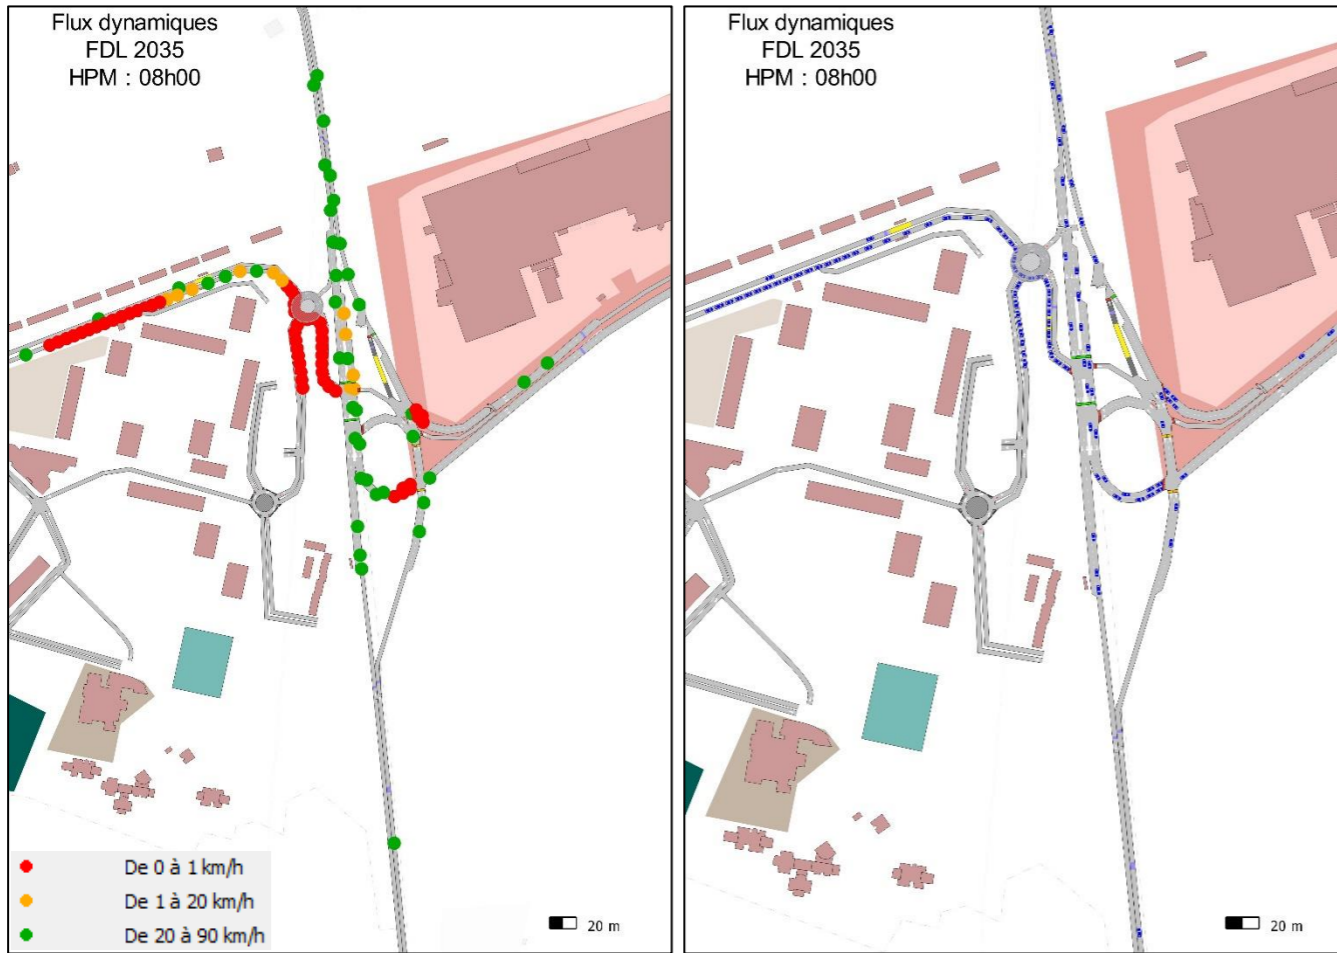 Flux dynamiques
FDL 2035
HPM : 08h00
De 0 à 1 km/h
De 1 à 20 km/h
De 20 à 90 km/h
20 m
Flux dynamiques
FDL 2035
HPM : 08h00
20 m